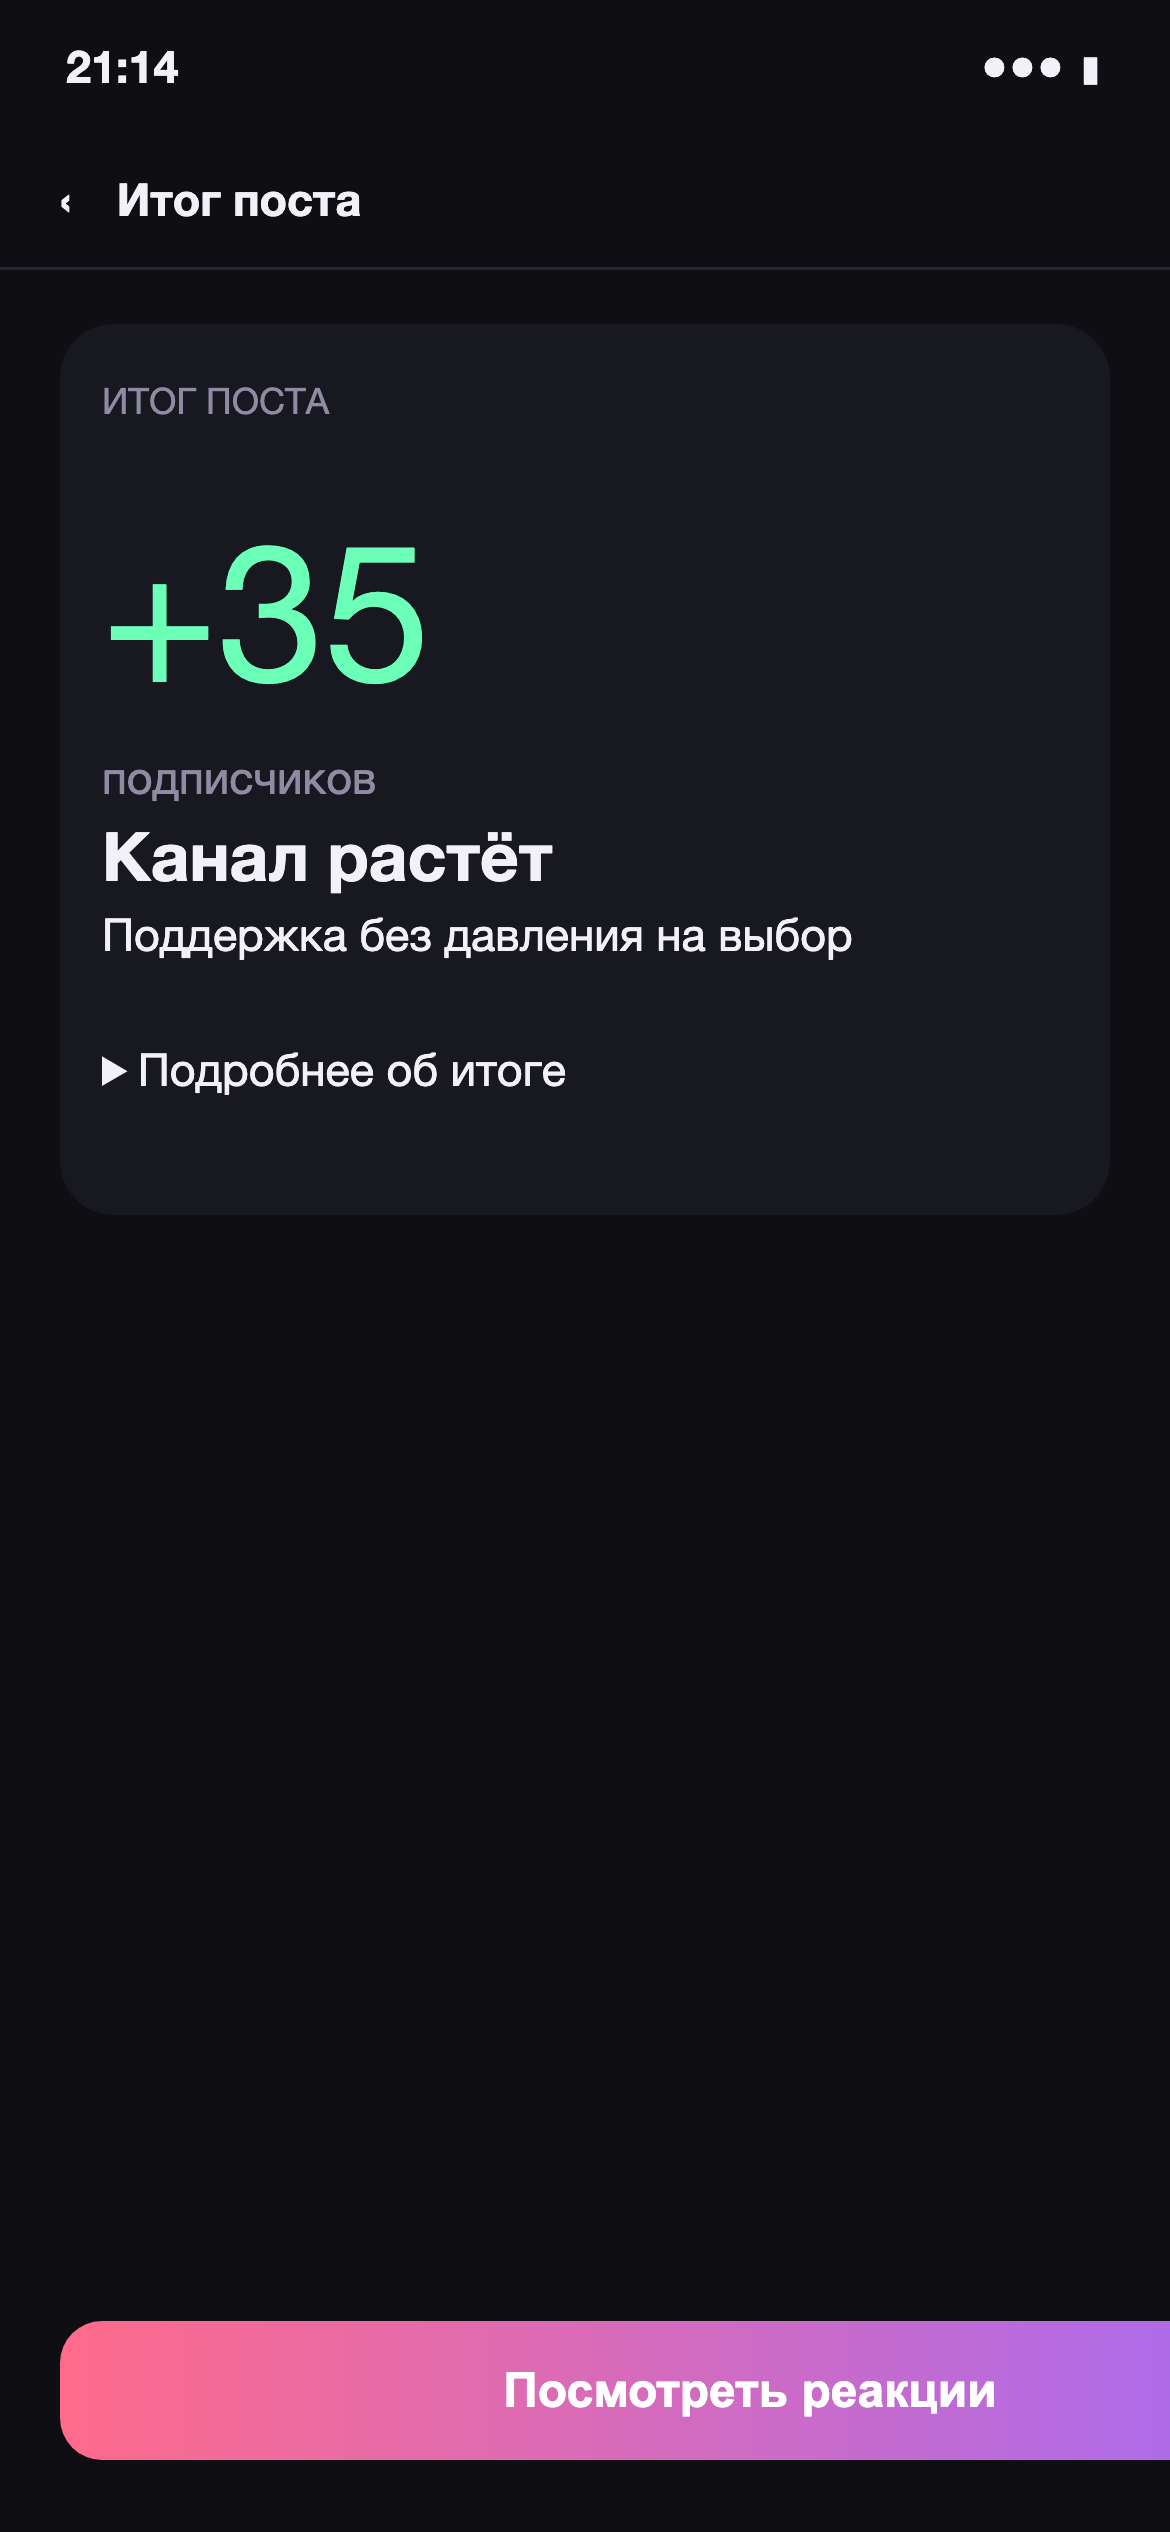 21:14
‹ Итог поста
ИТОГ ПОСТА
+35
подписчиков
Канал растёт
Поддержка без давления на выбор
▶ Подробнее об итоге
Посмотреть реакции